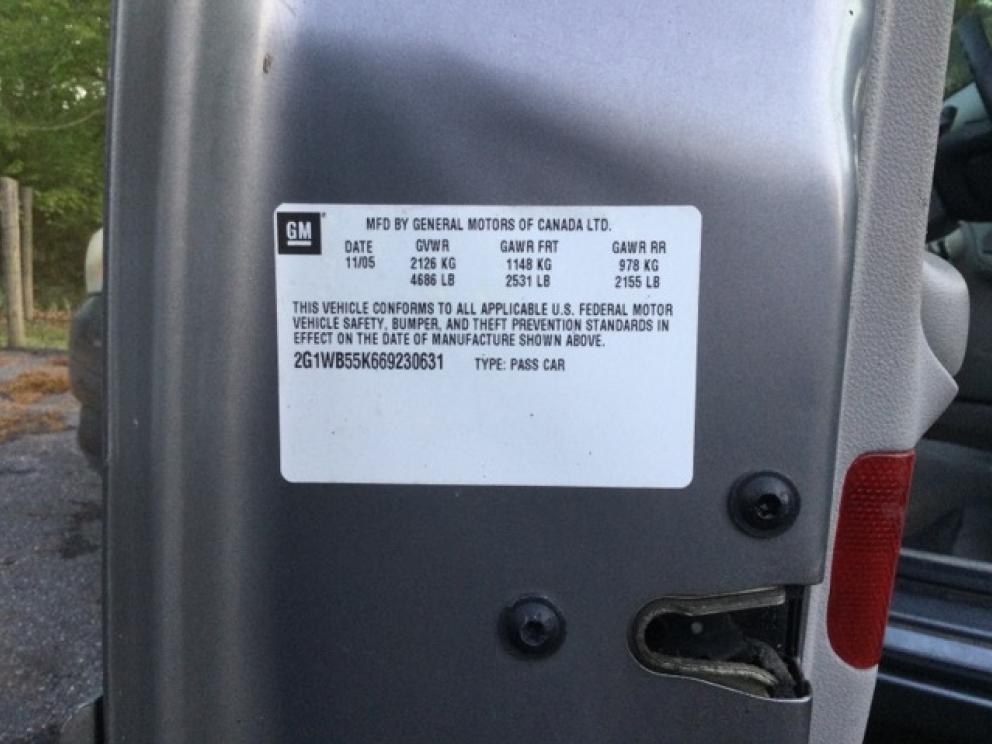 GM® MFD BY GENERAL MOTORS OF CANADA LTD.
DATE GVWR GAWR FRT GAWR RR
11/05 2126 KG 1148 KG 978 KG
4686 LB 2531 LB 2155 LB
THIS VEHICLE CONFORMS TO ALL APPLICABLE U.S. FEDERAL MOTOR
VEHICLE SAFETY, BUMPER, AND THEFT PREVENTION STANDARDS IN
EFFECT ON THE DATE OF MANUFACTURE SHOWN ABOVE.
2G1WB55K669230631 TYPE: PASS CAR